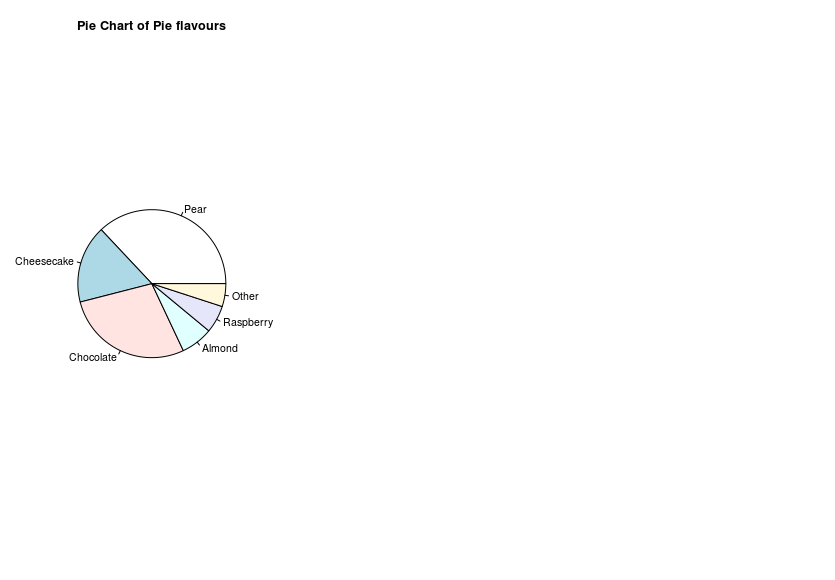 Pie Chart of Pie flavours
Pear
Cheesecake
Other
Raspberry
Almond
Chocolate